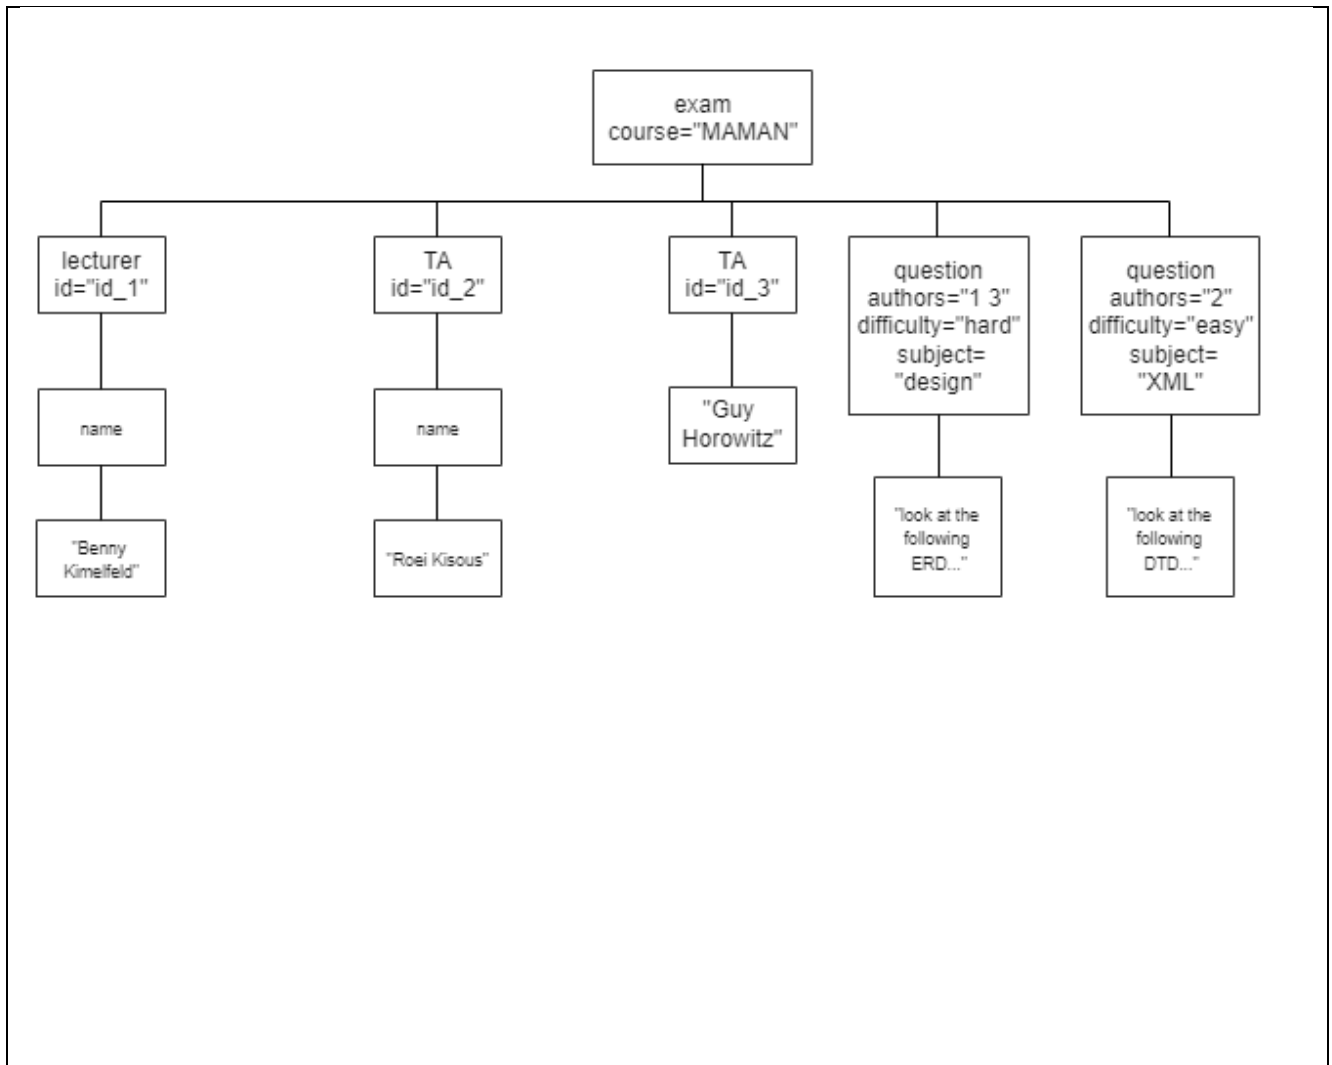 exam
course="MAMAN"
lecturer
id="id_1"
TA
id="id_2"
TA
id="id_3"
question
authors="1 3"
difficulty="hard"
subject=
"design"
question
authors="2"
difficulty="easy"
subject=
"XML"
name
name
"Guy
Horowitz"
"Benny
Kimelfeld"
"Roei Kisous"
"look at the
following
ERD..."
"look at the
following
DTD..."